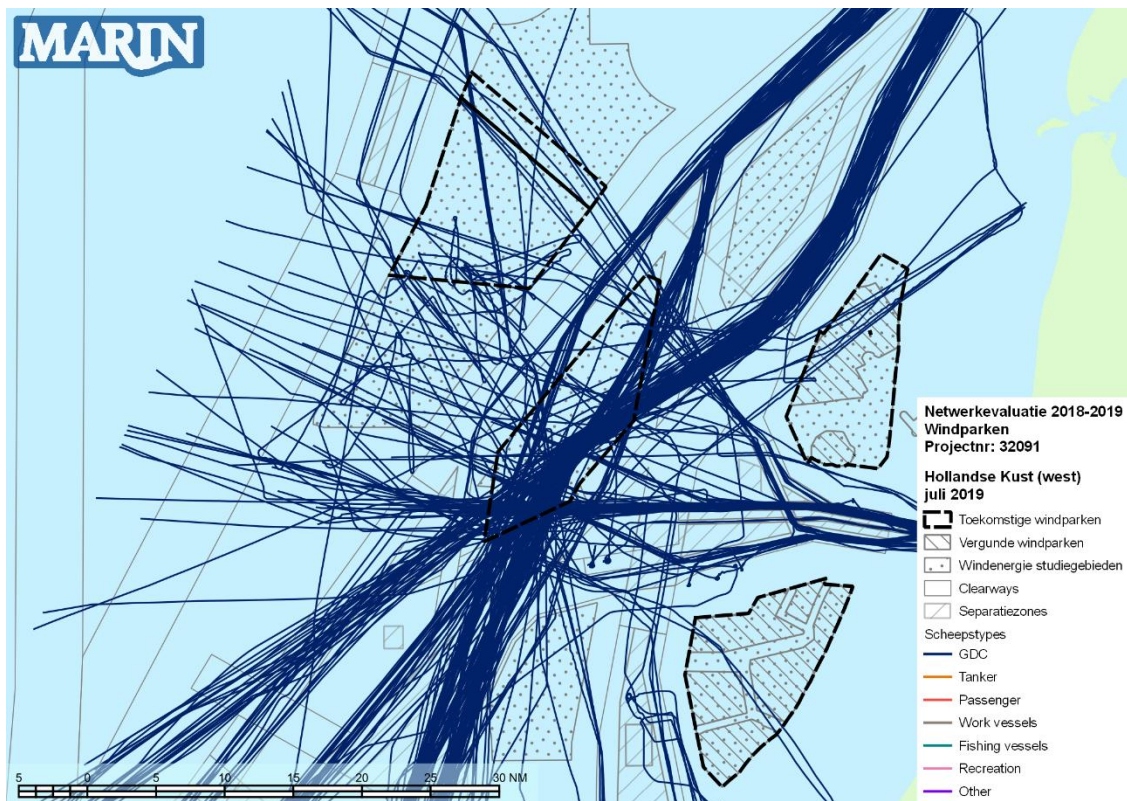 MARIN
Netwerkevaluatie 2018-2019
Windparken
Projectnr: 32091
Hollandse Kust (west)
juli 2019
Toekomstige windparken
Vergunde windparken
Windenergie studiegebieden
Clearways
Separatiezones
Scheepstypes
GDC
Tanker
Passenger
Work vessels
Fishing vessels
Recreation
Other
5 0 5 10 15 20 25 30 NM